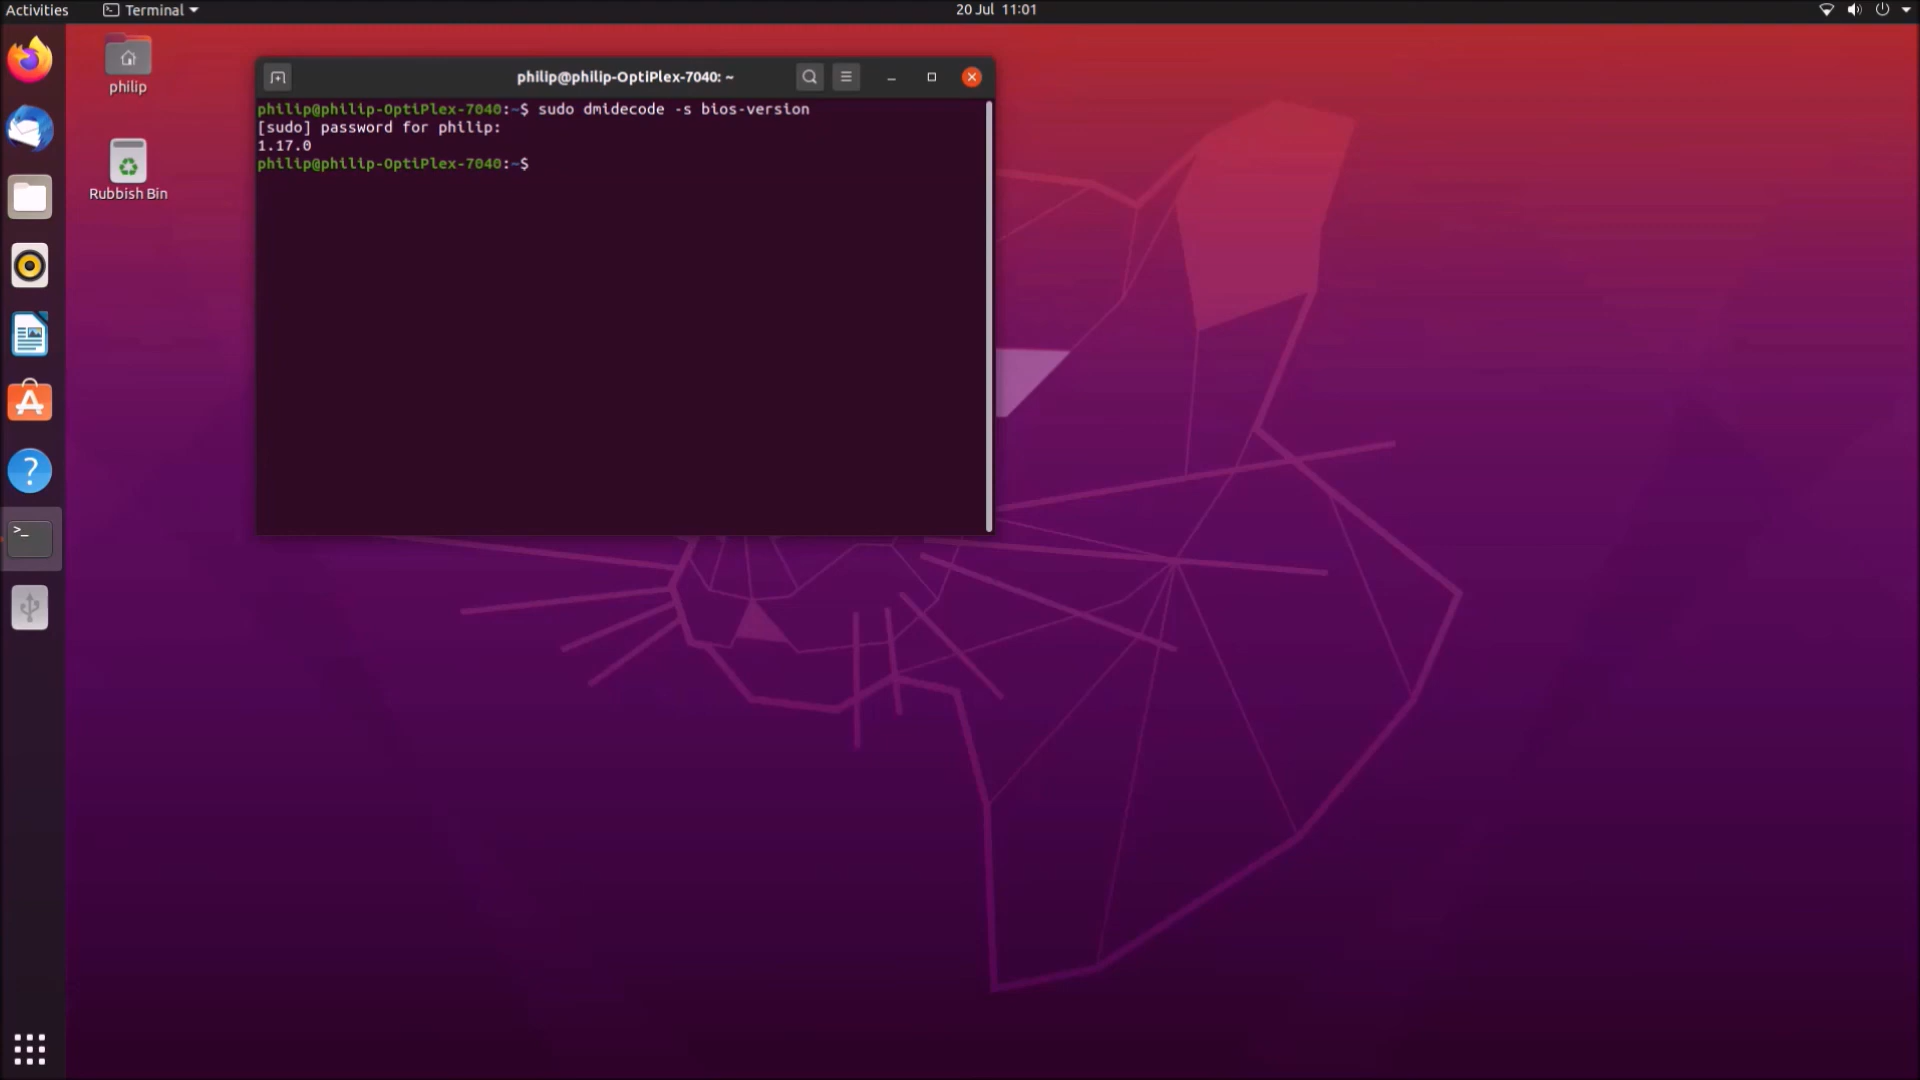 Activities
Terminal
20 Jul 11:01
philip
Rubbish Bin
philip@philip-OptiPlex-7040: ~
philip@philip-OptiPlex-7040:~$ sudo dmidecode -s bios-version
[sudo] password for philip:
1.17.0
philip@philip-OptiPlex-7040:~$